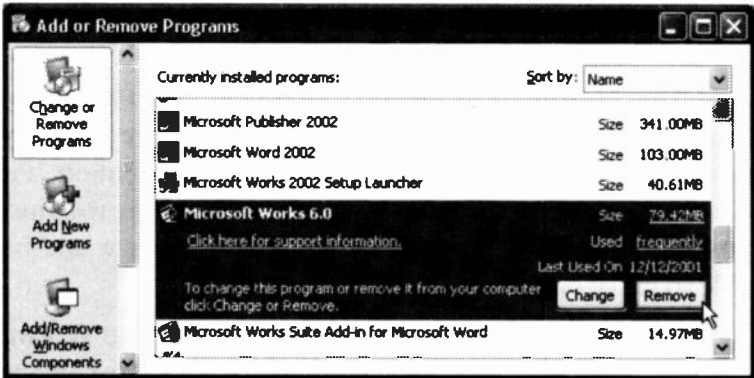 Add or Remove Programs
Change or
Remove
Programs
Add New
Programs
Add/Remove
Windows
Components
Currently installed programs:
Sort by: Name
Microsoft Publisher 2002 Size 341.00MB
Microsoft Word 2002 Size 103.00MB
Microsoft Works 2002 Setup Launcher Size 40.61MB
Microsoft Works 6.0 Size 79.42MB
Click here for support information. Used frequently
Last Used On 12/12/2001
To change this program or remove it from your computer
click Change or Remove. Change Remove
Microsoft Works Suite Add-in for Microsoft Word Size 14.97MB